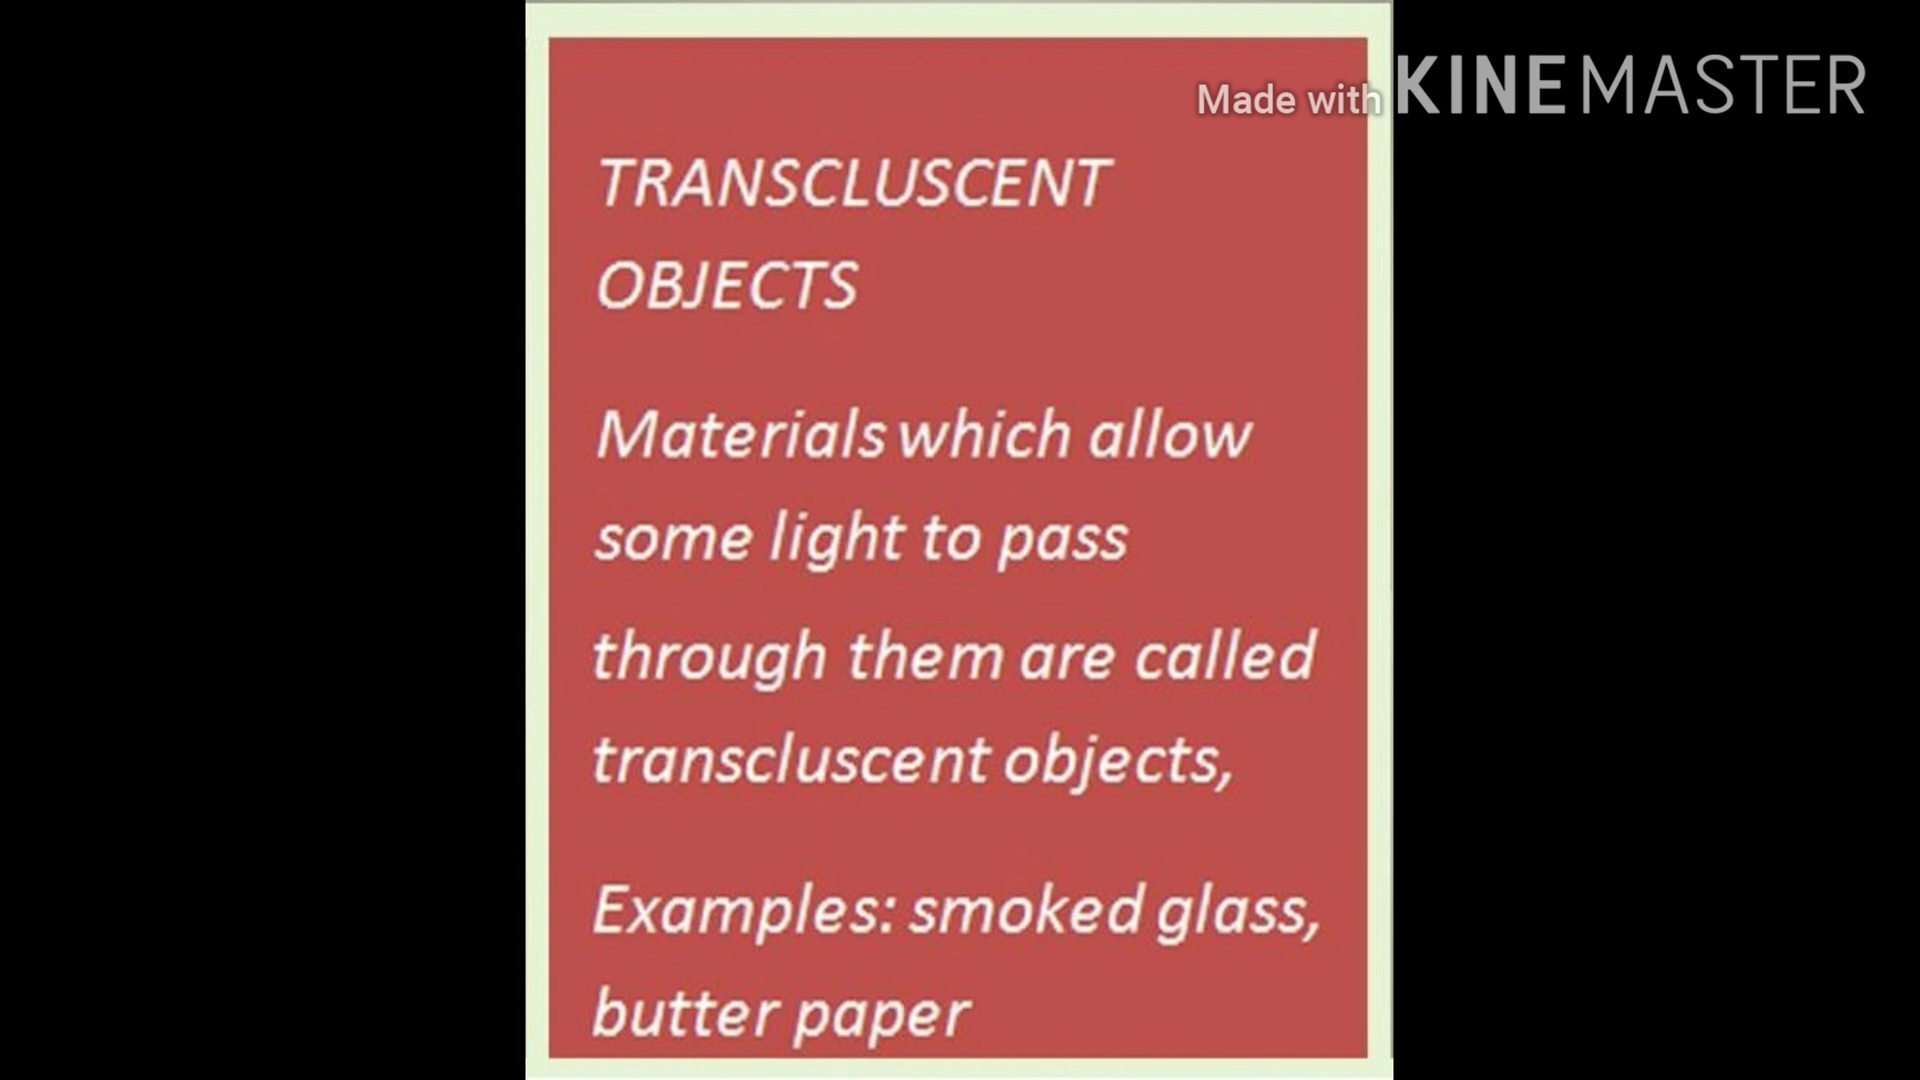 Made with KINEMASTER
TRANSCLUSCENT
OBJECTS
Materials which allow
some light to pass
through them are called
transcluscent objects,
Examples: smoked glass,
butter paper